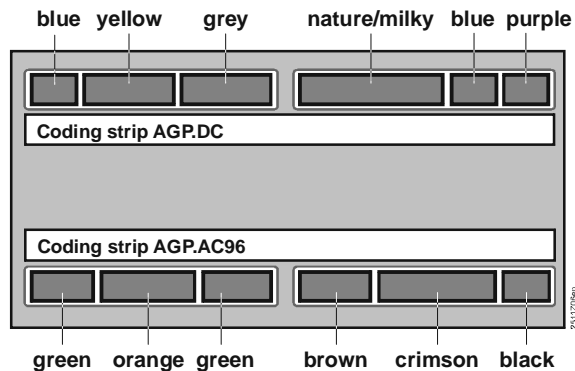 blue yellow grey nature/milky blue purple
Coding strip AGP.DC
Coding strip AGP.AC96
2511Z06en
green orange green brown crimson black